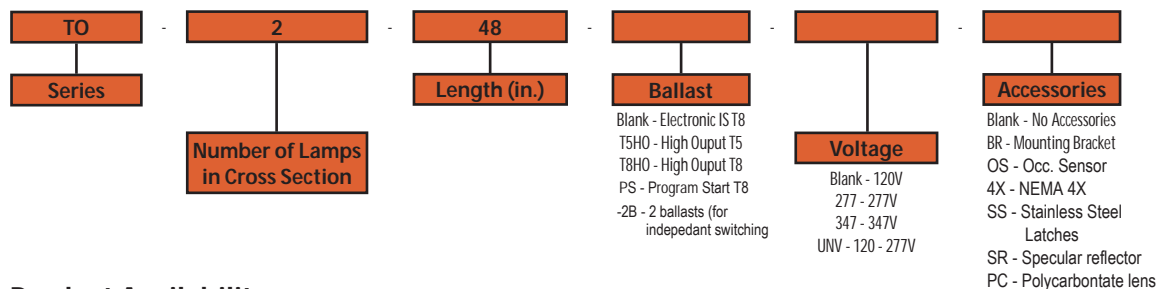 TO - 2 - 48 - - -
Series
Number of Lamps
in Cross Section
Length (in.)
Ballast
Blank - Electronic IS T8
T5HO - High Ouput T5
T8HO - High Ouput T8
PS - Program Start T8
-2B - 2 ballasts (for
indepedant switching
Voltage
Blank - 120V
277 - 277V
347 - 347V
UNV - 120 - 277V
Accessories
Blank - No Accessories
BR - Mounting Bracket
OS - Occ. Sensor
4X - NEMA 4X
SS - Stainless Steel
Latches
SR - Specular reflector
PC - Polycarbontate lens